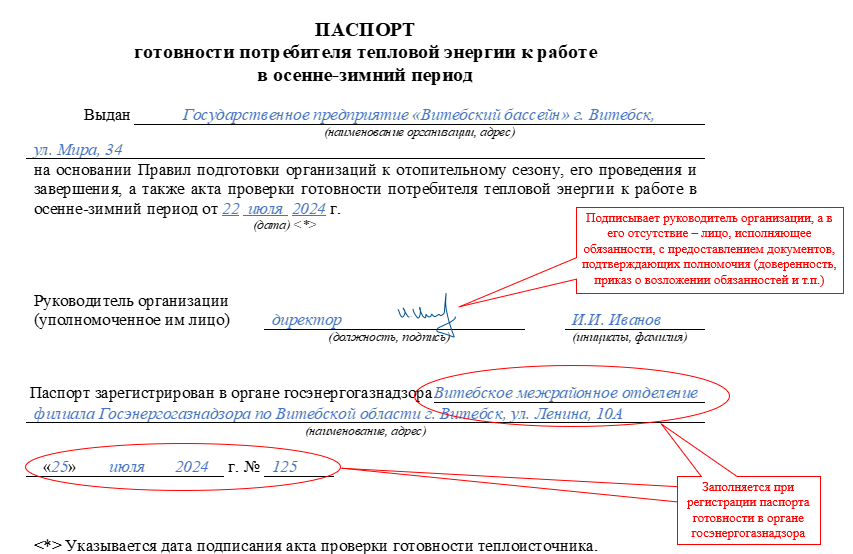 ПАСПОРТ
готовности потребителя тепловой энергии к работе
в осенне-зимний период
Выдан Государственное предприятие «Витебский бассейн» г. Витебск,
(наименование организации, адрес)
ул. Мира, 34
на основании Правил подготовки организаций к отопительному сезону, его проведения и
завершения, а также акта проверки готовности потребителя тепловой энергии к работе в
осенне-зимний период от 22 июля 2024 г.
(дата) <*>
Подписывает руководитель организации, а в
его отсутствие – лицо, исполняющее
обязанности, с предоставлением документов,
подтверждающих полномочия (доверенность,
приказ о возложении обязанностей и т.п.)
Руководитель организации
(уполномоченное им лицо) директор И.И. Иванов
(должность, подпись) (инициалы, фамилия)
Паспорт зарегистрирован в органе госэнергогазнадзора Витебское межрайонное отделение
филиала Госэнергогазнадзора по Витебской области г. Витебск, ул. Ленина, 10А
(наименование, адрес)
«25» июля 2024 г. № 125
Заполняется при
регистрации паспорта
готовности в органе
госэнергогазнадзора
<*> Указывается дата подписания акта проверки готовности теплоисточника.